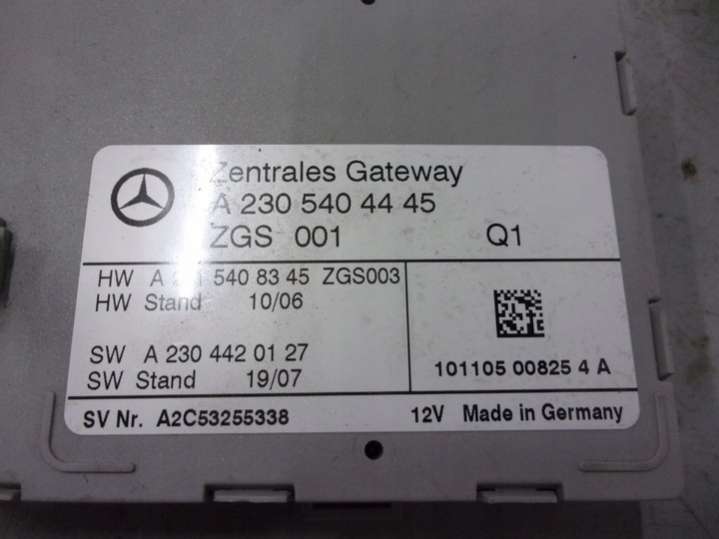 Zentrales Gateway
A 230 540 44 45
ZGS 001 Q1
HW A 540 83 45 ZGS003
HW Stand 10/06
SW A 230 442 01 27
SW Stand 19/07
101105 00825 4 A
SV Nr. A2C53255338
12V Made in Germany